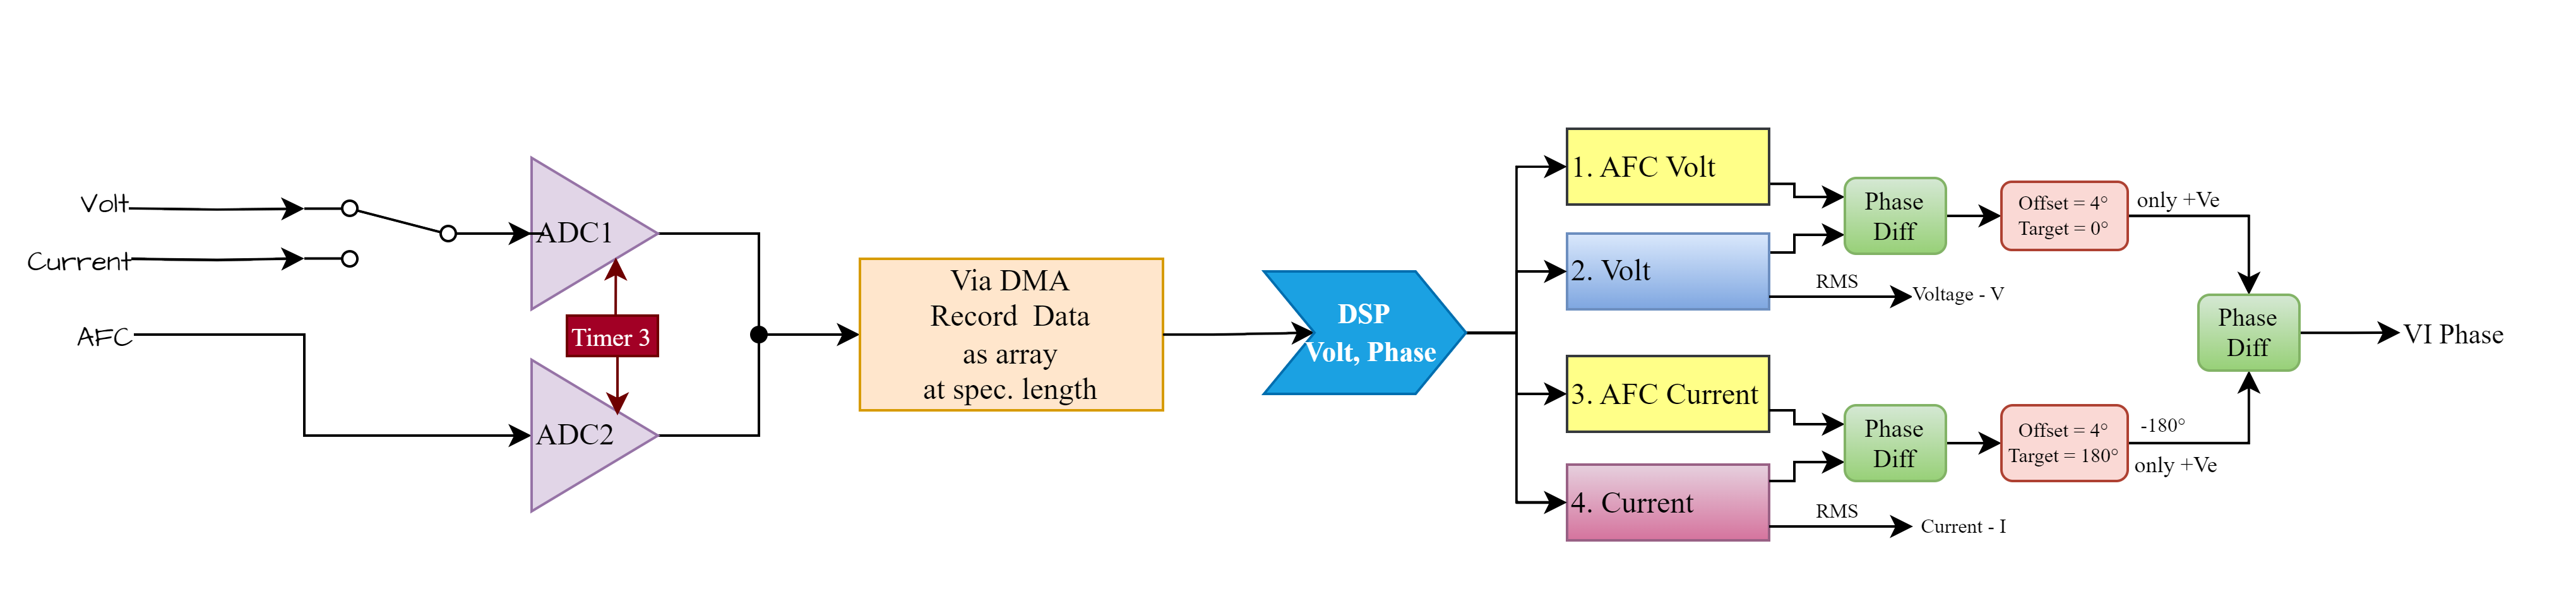 Volt
Current
AFC
ADC1
Timer 3
ADC2
Via DMA
Record Data
as array
at spec. length
DSP
Volt, Phase
1. AFC Volt
2. Volt
RMS
Voltage - V
Phase
Diff
Offset = 4°
Target = 0°
only +Ve
3. AFC Current
4. Current
RMS
Current - I
Phase
Diff
Offset = 4°
Target = 180°
-180°
only +Ve
Phase
Diff
VI Phase